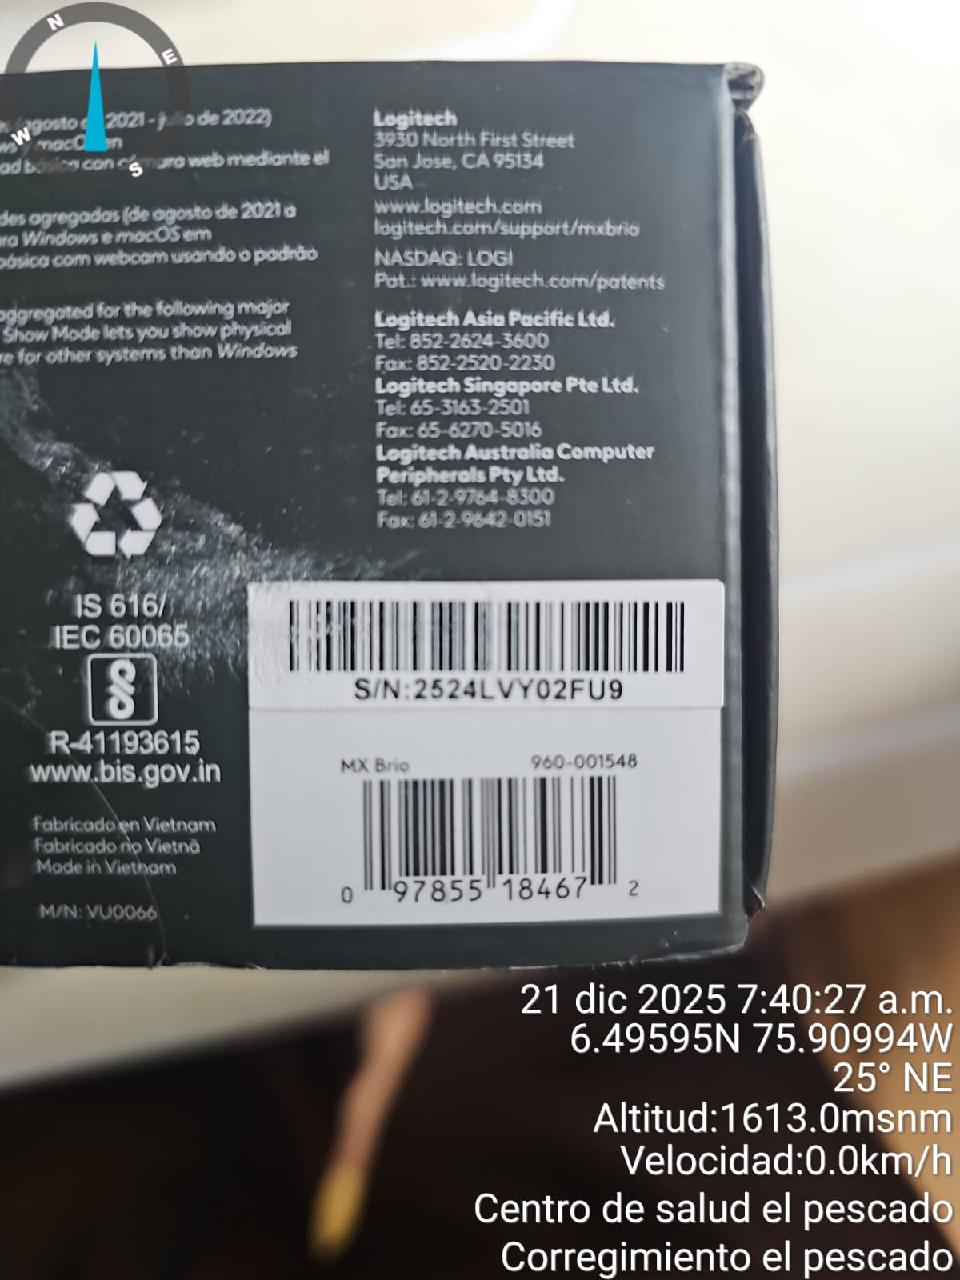 N
E
W
S
agosto de 2021 - julio de 2022)
macOS en
con cámara web mediante el
des agregadas (de agosto de 2021 a
Windows e macOS em
básica com webcam usando o padrão
aggregated for the following major
Show Mode lets you show physical
re for other systems than Windows
Logitech
3930 North First Street
San Jose, CA 95134
USA
www.logitech.com
logitech.com/support/mxbrio
NASDAQ: LOGI
Pat.: www.logitech.com/patents
Logitech Asia Pacific Ltd.
Tel: 852-2624-3600
Fax: 852-2520-2230
Logitech Singapore Pte Ltd.
Tel: 65-3163-2501
Fax: 65-6270-5016
Logitech Australia Computer
Peripherals Pty Ltd.
Tel: 61-2-9764-8300
Fax: 61-2-9642-0151
IS 616/
IEC 60065
R-41193615
www.bis.gov.in
Fabricado en Vietnam
Fabricado no Vietnã
Made in Vietnam
M/N: VU0066
S/N:2524LVY02FU9
MX Brio 960-001548
0 97855 18467 2
21 dic 2025 7:40:27 a.m.
6.49595N 75.90994W
25° NE
Altitud:1613.0msnm
Velocidad:0.0km/h
Centro de salud el pescado
Corregimiento el pescado